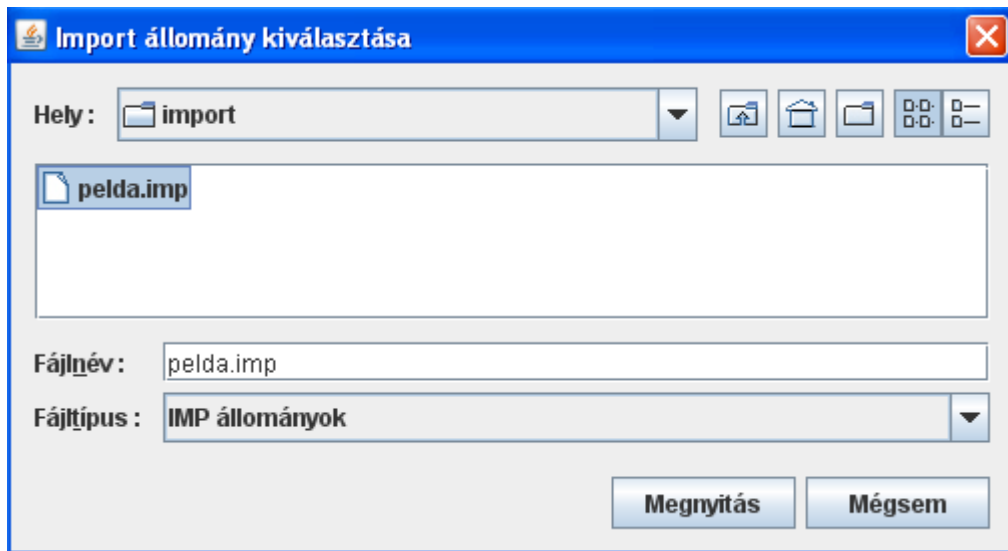 Import állomány kiválasztása
Hely: import
pelda.imp
Fájlnév: pelda.imp
Fájltípus: IMP állományok
Megnyitás Mégsem